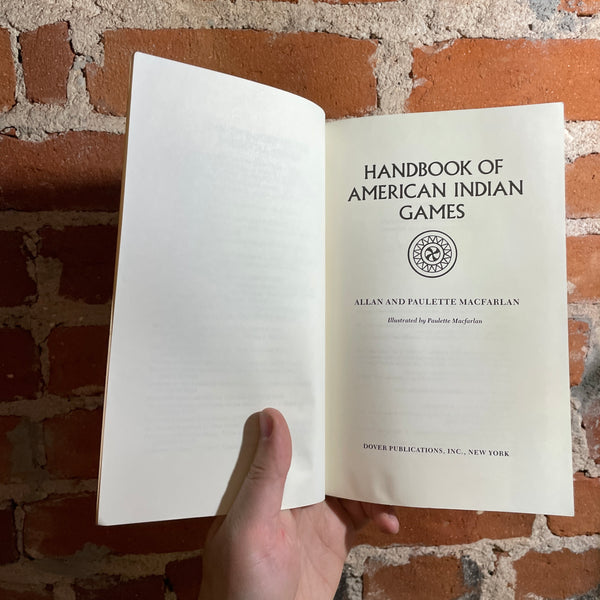 HANDBOOK OF
AMERICAN INDIAN
GAMES
ALLAN AND PAULETTE MACFARLAN
Illustrated by Paulette Macfarlan
DOVER PUBLICATIONS, INC., NEW YORK